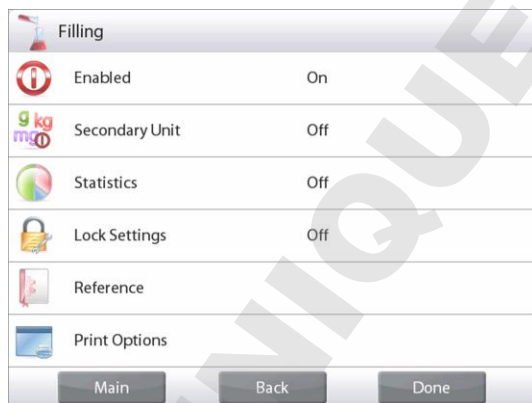 Filling
Enabled On
g kg
mg
Secondary Unit Off
Statistics Off
Lock Settings Off
Reference
Print Options
Main Back Done